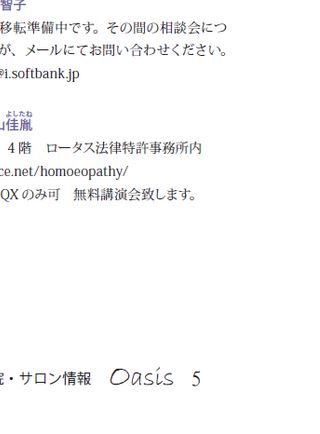 智子
移転準備中です。その間の相談会につ
が、メールにてお問い合わせください。
@i.softbank.jp
よしたね
山佳胤
4階　ロータス法律特許事務所内
ce.net/homoeopathy/
QXのみ可　無料講演会致します。
院・サロン情報　Oasis　5